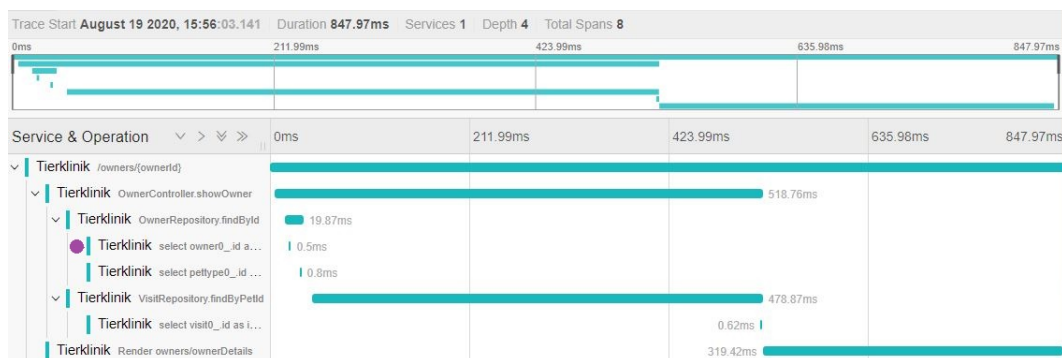 Trace Start August 19 2020, 15:56:03.141 Duration 847.97ms Services 1 Depth 4 Total Spans 8
0ms 211.99ms 423.99ms 635.98ms 847.97ms
Service & Operation 0ms 211.99ms 423.99ms 635.98ms 847.97ms
Tierklinik /owners/{ownerId}
Tierklinik OwnerController.showOwner 518.76ms
Tierklinik OwnerRepository.findById 19.87ms
Tierklinik select owner0_.id a... 0.5ms
Tierklinik select pettype0_.id ... 0.8ms
Tierklinik VisitRepository.findByPetId 478.87ms
Tierklinik select visit0_.id as i... 0.62ms
Tierklinik Render owners/ownerDetails 319.42ms